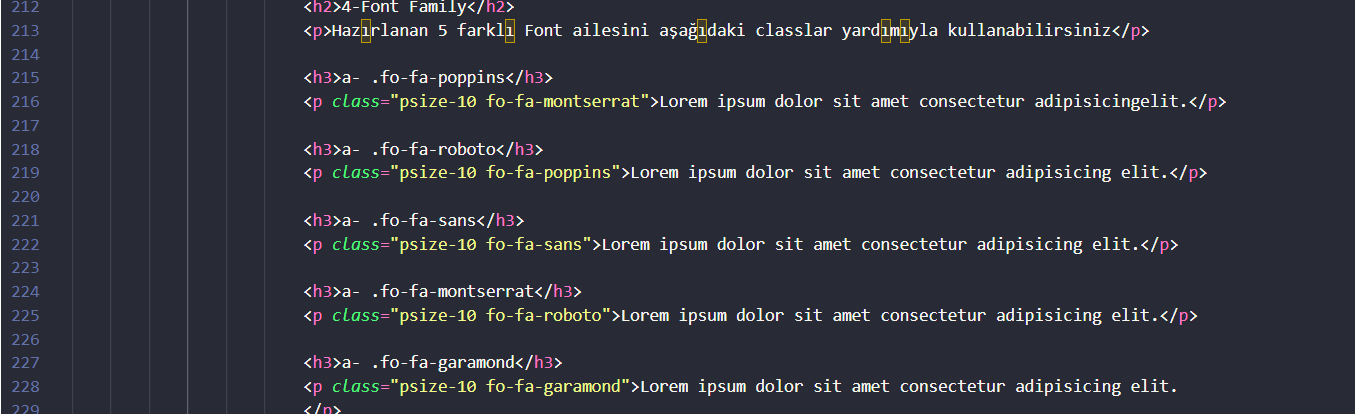 212 <h2>4-Font Family</h2>
213 <p>Hazırlanan 5 farklı Font ailesini aşağıdaki classlar yardımıyla kullanabilirsiniz</p>
214
215 <h3>a- .fo-fa-poppins</h3>
216 <p class="psize-10 fo-fa-montserrat">Lorem ipsum dolor sit amet consectetur adipisicingelit.</p>
217
218 <h3>a- .fo-fa-roboto</h3>
219 <p class="psize-10 fo-fa-poppins">Lorem ipsum dolor sit amet consectetur adipisicing elit.</p>
220
221 <h3>a- .fo-fa-sans</h3>
222 <p class="psize-10 fo-fa-sans">Lorem ipsum dolor sit amet consectetur adipisicing elit.</p>
223
224 <h3>a- .fo-fa-montserrat</h3>
225 <p class="psize-10 fo-fa-roboto">Lorem ipsum dolor sit amet consectetur adipisicing elit.</p>
226
227 <h3>a- .fo-fa-garamond</h3>
228 <p class="psize-10 fo-fa-garamond">Lorem ipsum dolor sit amet consectetur adipisicing elit.
229 </p>